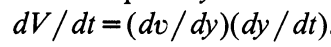 dV/dt = (dv/dy)(dy/dt).